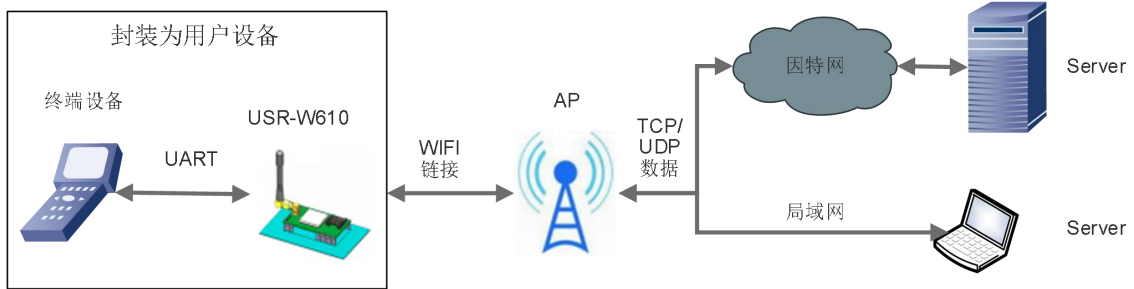 封装为用户设备
终端设备
USR-W610
UART
WIFI
链接
AP
TCP/
UDP
数据
因特网
Server
局域网
Server